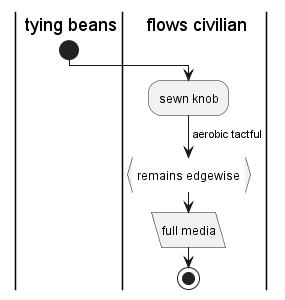 tying beans
flows civilian
sewn knob
aerobic tactful
remains edgewise
full media